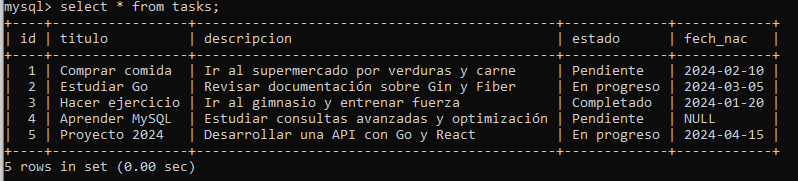 mysql> select * from tasks;
+----+-----------------+--------------------------------------------+-------------+------------+
| id | titulo          | descripcion                                | estado      | fech_nac   |
+----+-----------------+--------------------------------------------+-------------+------------+
|  1 | Comprar comida  | Ir al supermercado por verduras y carne    | Pendiente   | 2024-02-10 |
|  2 | Estudiar Go     | Revisar documentación sobre Gin y Fiber    | En progreso | 2024-03-05 |
|  3 | Hacer ejercicio | Ir al gimnasio y entrenar fuerza           | Completado  | 2024-01-20 |
|  4 | Aprender MySQL  | Estudiar consultas avanzadas y optimización | Pendiente   | NULL       |
|  5 | Proyecto 2024   | Desarrollar una API con Go y React         | En progreso | 2024-04-15 |
+----+-----------------+--------------------------------------------+-------------+------------+
5 rows in set (0.00 sec)